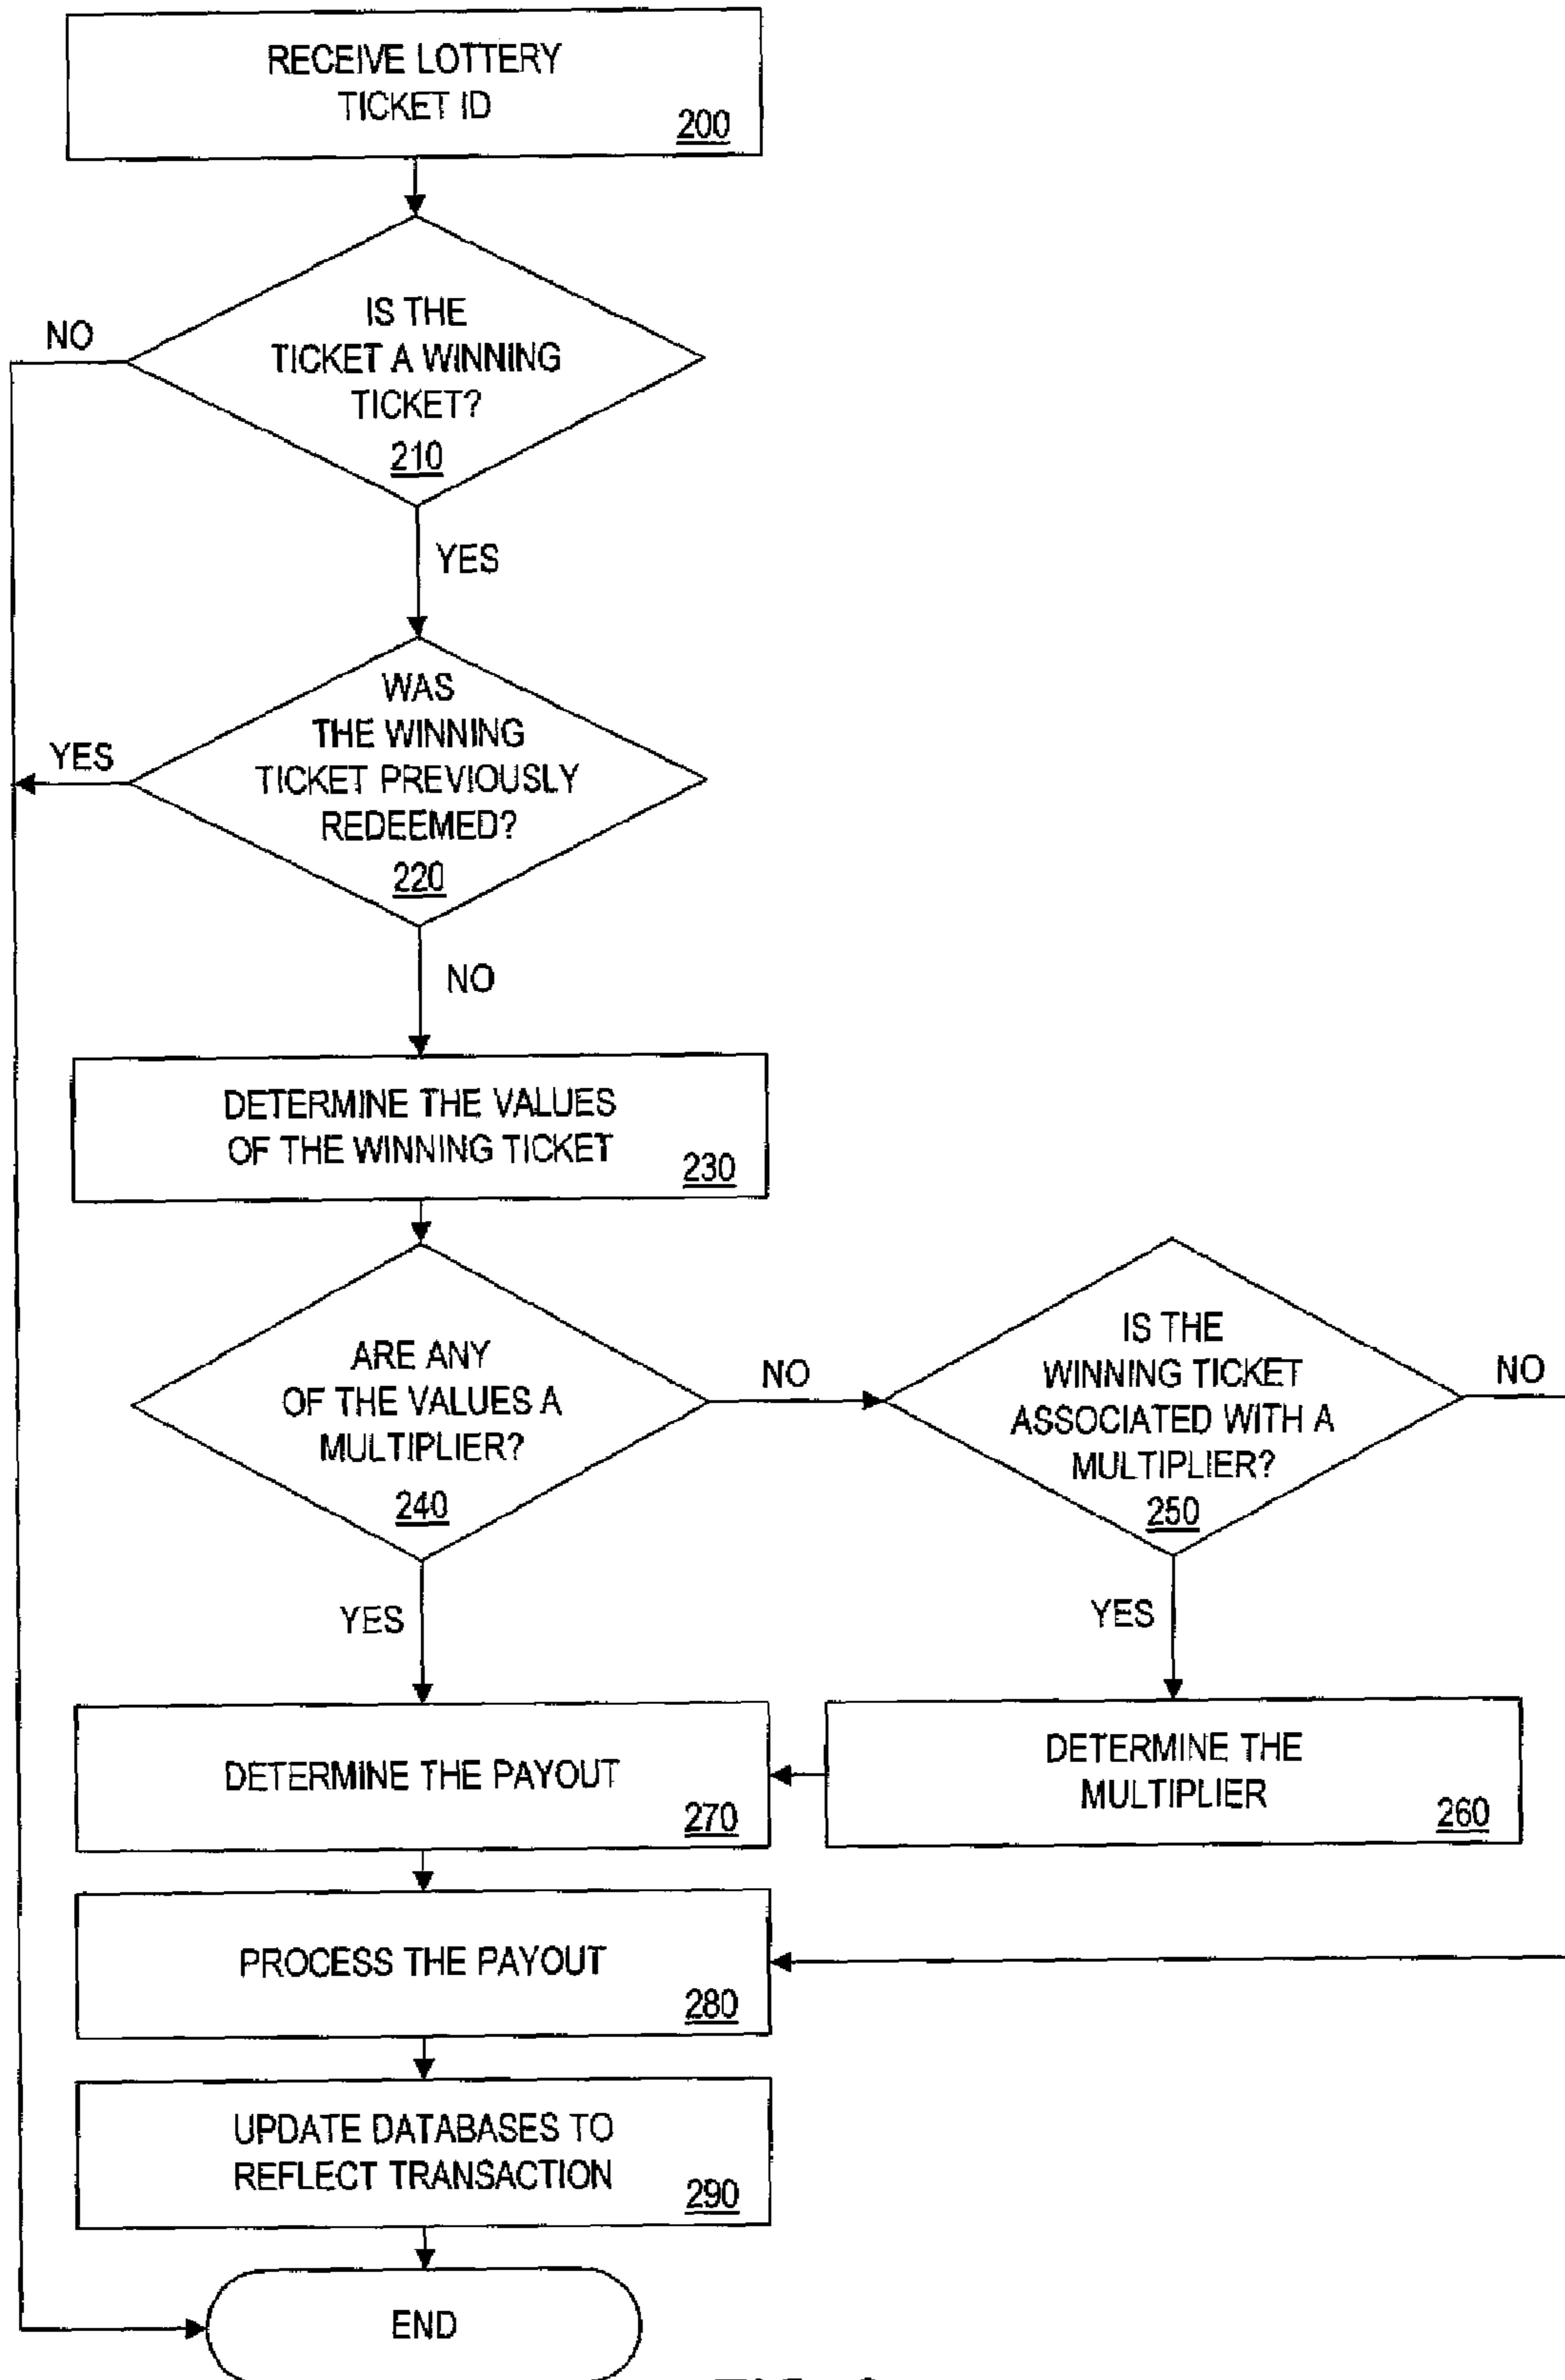 RECEIVE LOTTERY
TICKET ID
200
IS THE
TICKET A WINNING
TICKET?
210
NO
YES
WAS
THE WINNING
TICKET PREVIOUSLY
REDEEMED?
220
YES
NO
DETERMINE THE VALUES
OF THE WINNING TICKET
230
ARE ANY
OF THE VALUES A
MULTIPLIER?
240
NO
IS THE
WINNING TICKET
ASSOCIATED WITH A
MULTIPLIER?
250
NO
YES
YES
DETERMINE THE PAYOUT
270
DETERMINE THE
MULTIPLIER
260
PROCESS THE PAYOUT
280
UPDATE DATABASES TO
REFLECT TRANSACTION
290
END